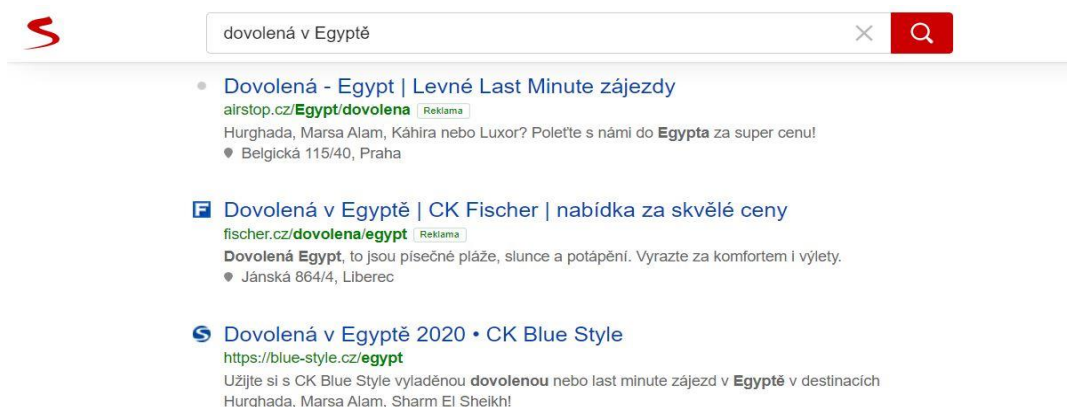 dovolená v Egyptě
Dovolená - Egypt | Levné Last Minute zájezdy
airstop.cz/Egypt/dovolena Reklama
Hurghada, Marsa Alam, Káhira nebo Luxor? Poleťte s námi do Egypta za super cenu!
Belgická 115/40, Praha
Dovolená v Egyptě | CK Fischer | nabídka za skvělé ceny
fischer.cz/dovolena/egypt Reklama
Dovolená Egypt, to jsou písečné pláže, slunce a potápění. Vyrazte za komfortem i výlety.
Jánská 864/4, Liberec
Dovolená v Egyptě 2020 • CK Blue Style
https://blue-style.cz/egypt
Užijte si s CK Blue Style vyladěnou dovolenou nebo last minute zájezd v Egyptě v destinacích
Hurghada, Marsa Alam, Sharm El Sheikh!